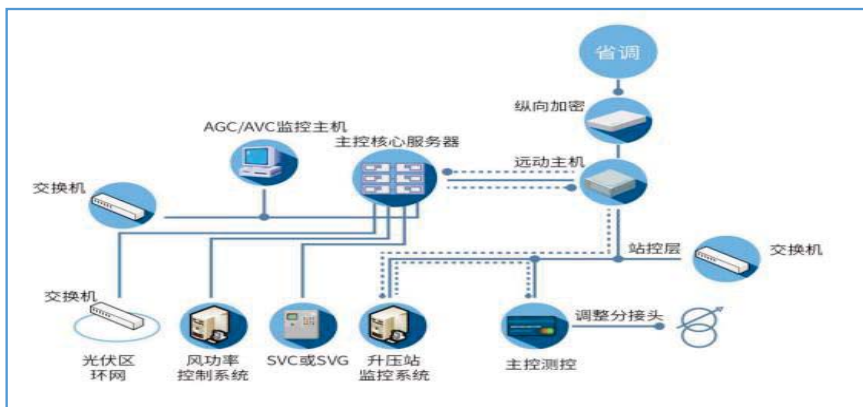 省调
纵向加密
AGC/AVC监控主机
主控核心服务器
远动主机
交换机
站控层
交换机
交换机
调整分接头
光伏区
环网
风功率
控制系统
SVC或SVG
升压站
监控系统
主控测控